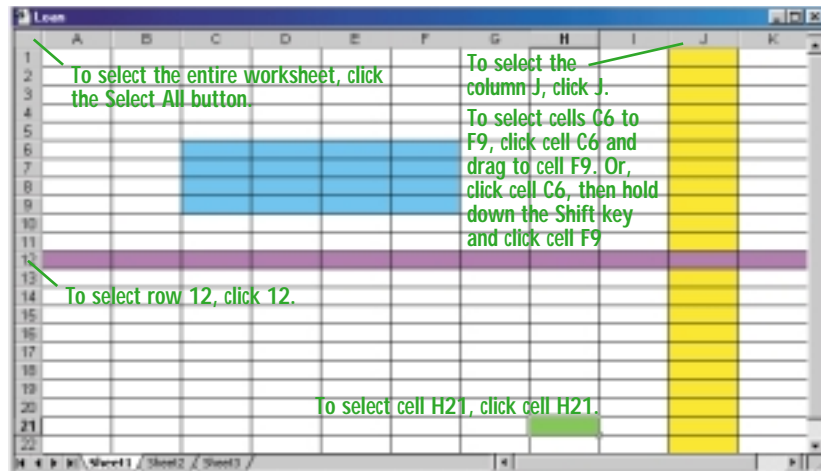 Loan
A B C D E F G H I J K
1
2
3
4
5
6
7
8
9
10
11
12
13
14
15
16
17
18
19
20
21
22
To select the entire worksheet, click
the Select All button.
To select the
column J, click J.
To select cells C6 to
F9, click cell C6 and
drag to cell F9. Or,
click cell C6, then hold
down the Shift key
and click cell F9
To select row 12, click 12.
To select cell H21, click cell H21.
Sheet1 / Sheet2 / Sheet3 /